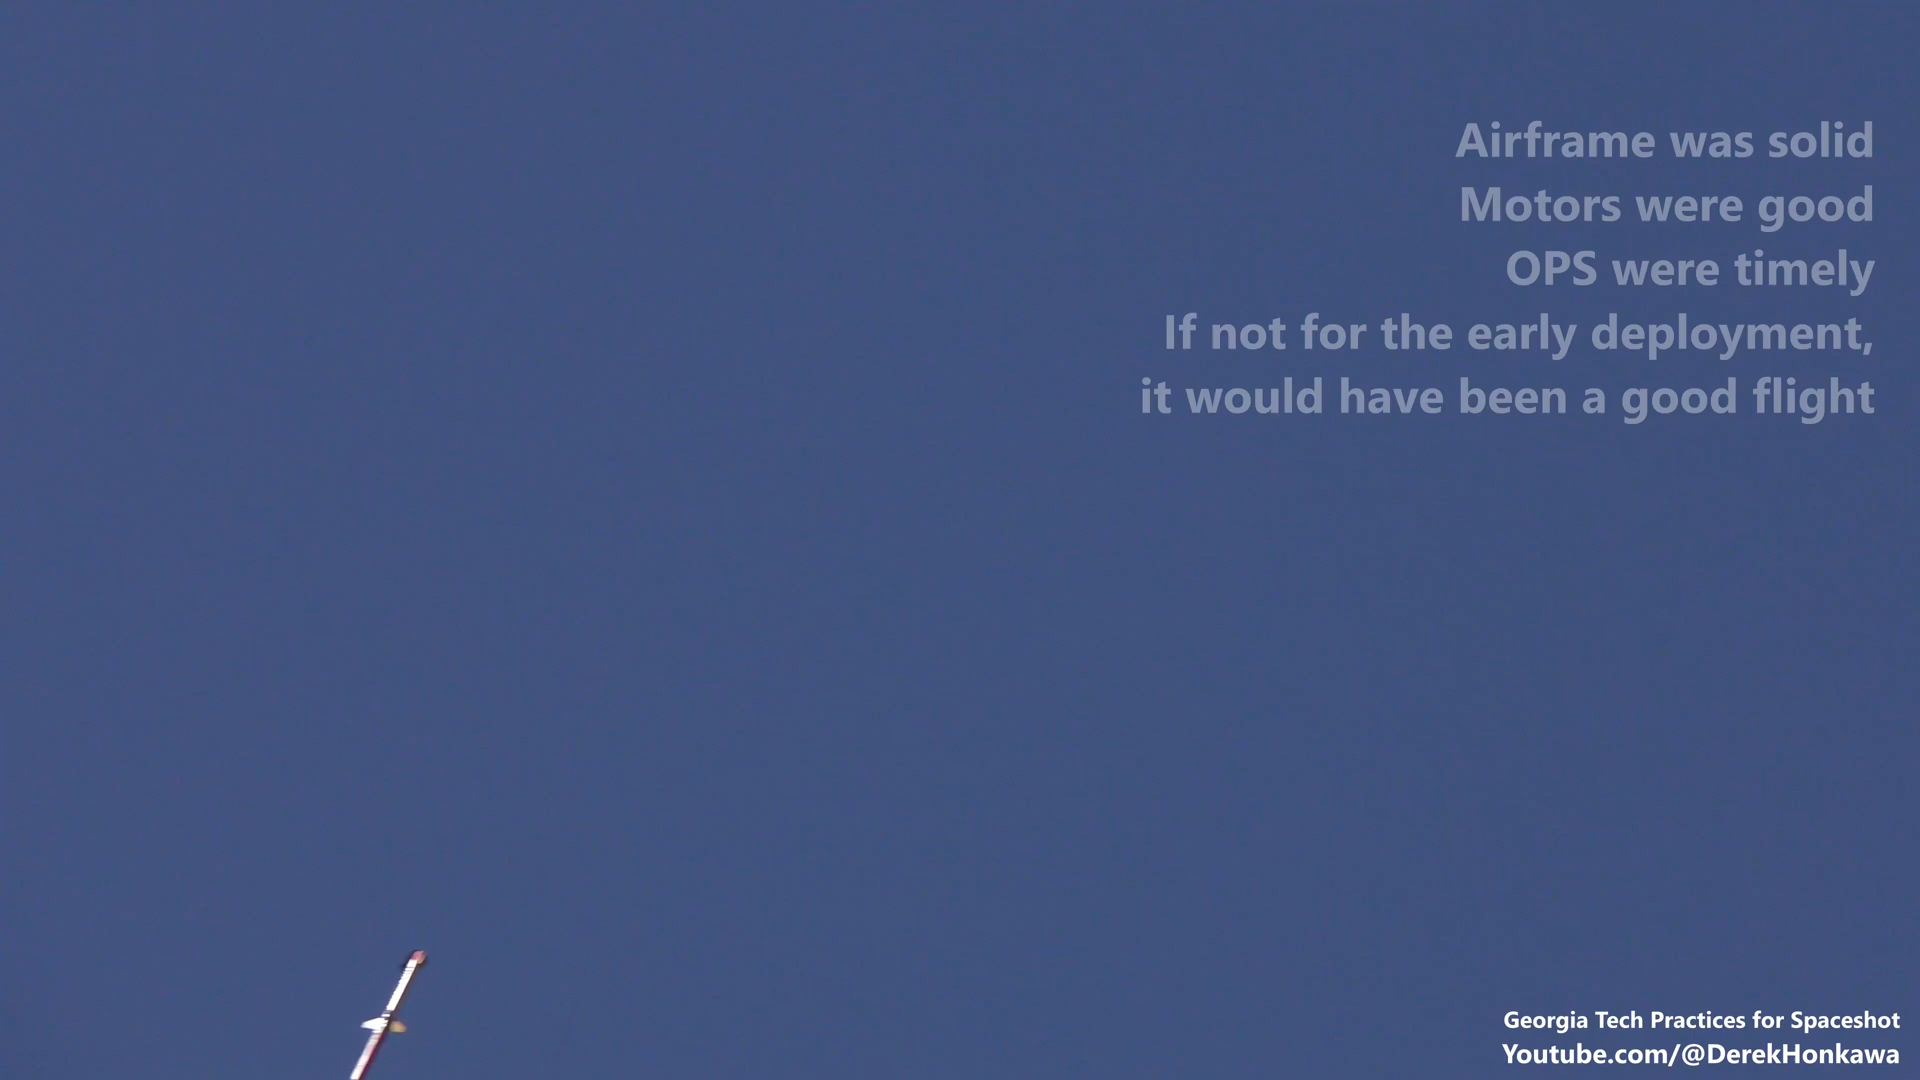 Airframe was solid
Motors were good
OPS were timely
If not for the early deployment,
it would have been a good flight
Georgia Tech Practices for Spaceshot
Youtube.com/@DerekHonkawa